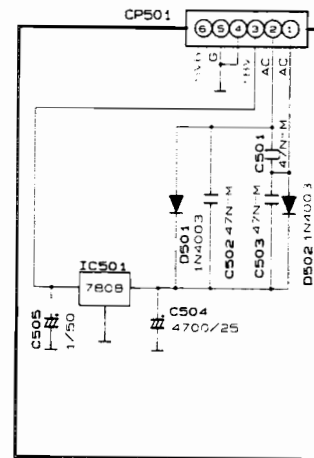 CP501
6 5 4 3 2 1
G
AC
AC
C501
47N-M
D501
1N4003
C502 47N-M
C503 47N-M
D502 1N4003
IC501
7808
C505
1/50
C504
4700/25